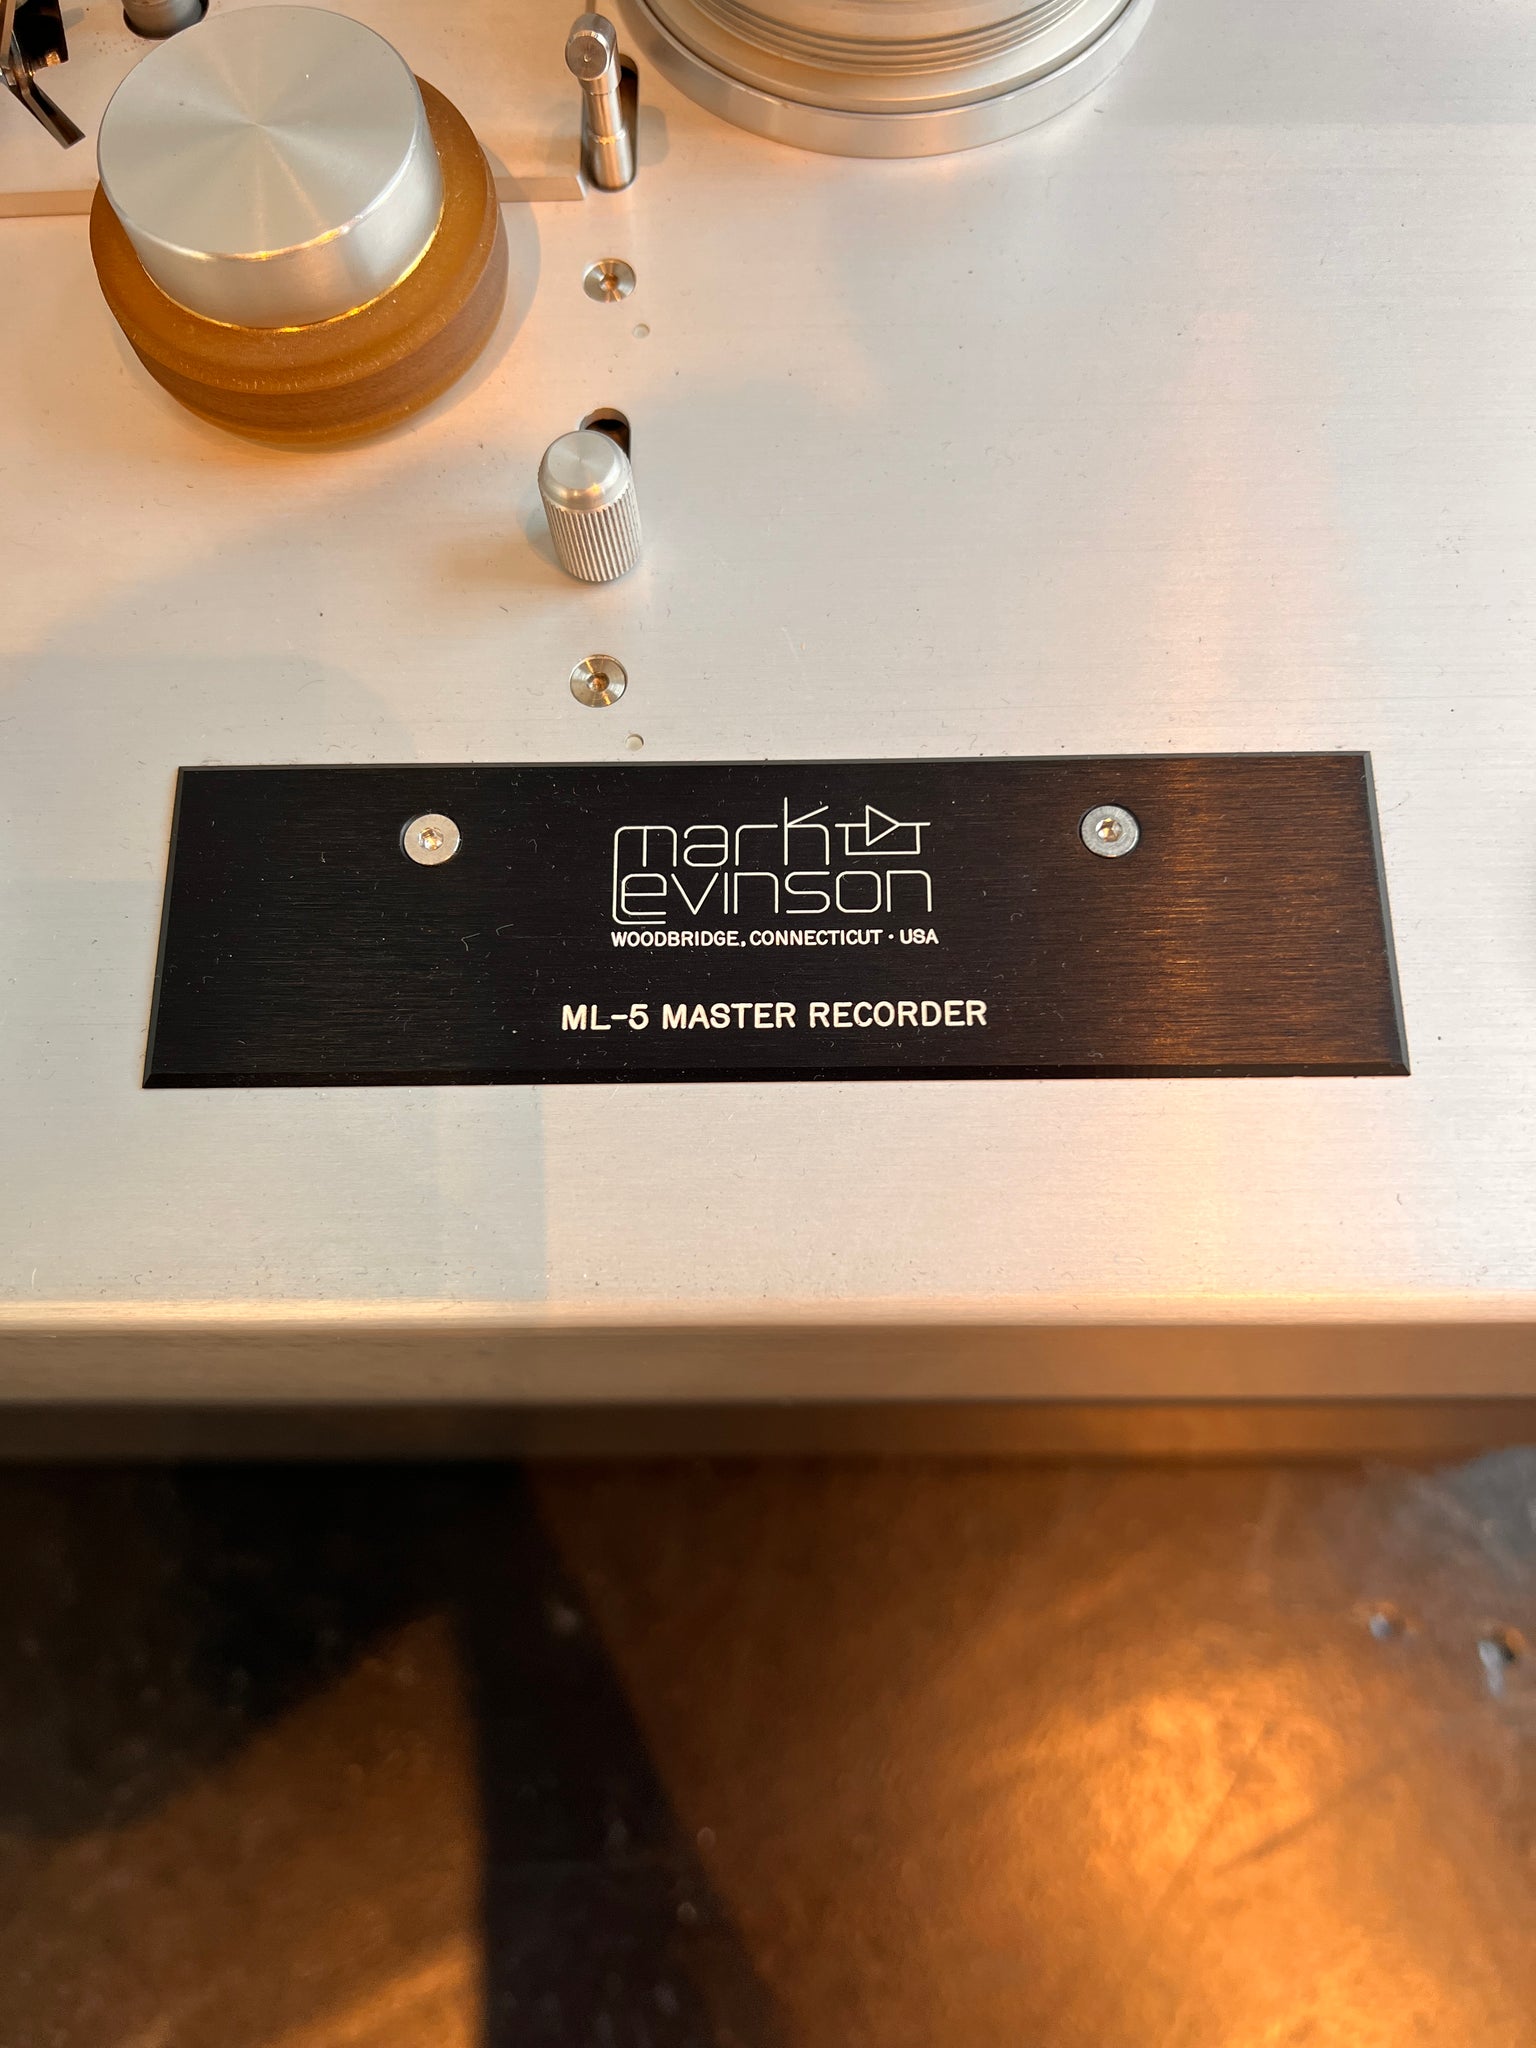 mark
levinson
WOODBRIDGE, CONNECTICUT · USA
ML-5 MASTER RECORDER